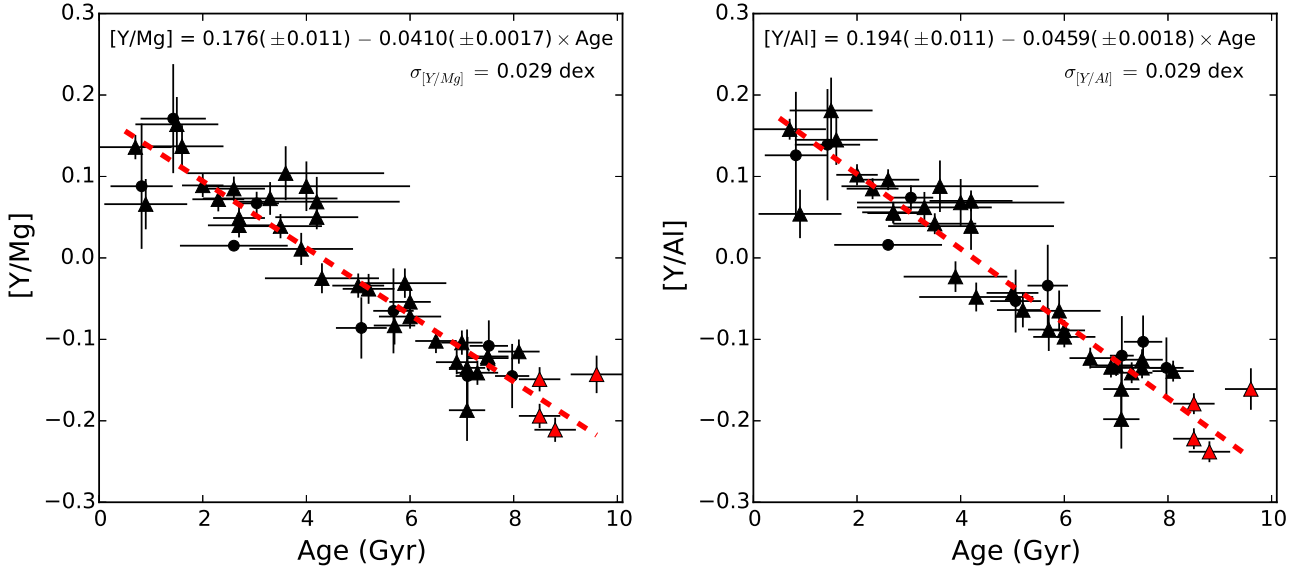 [Y/Mg] = 0.176(±0.011) − 0.0410(±0.0017) × Age
σ[Y/Mg] = 0.029 dex
0.3
0.2
0.1
0.0
−0.1
−0.2
−0.3
[Y/Mg]
0 2 4 6 8 10
Age (Gyr)
[Y/Al] = 0.194(±0.011) − 0.0459(±0.0018) × Age
σ[Y/Al] = 0.029 dex
0.3
0.2
0.1
0.0
−0.1
−0.2
−0.3
[Y/Al]
0 2 4 6 8 10
Age (Gyr)